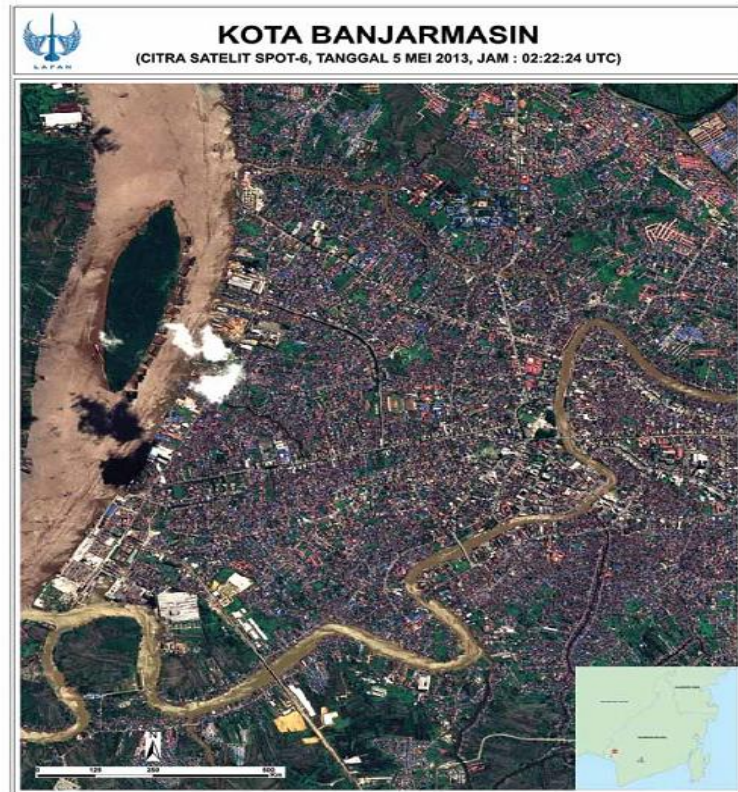 KOTA BANJARMASIN
(CITRA SATELIT SPOT-6, TANGGAL 5 MEI 2013, JAM : 02:22:24 UTC)
LAPAN
0 125 250 500